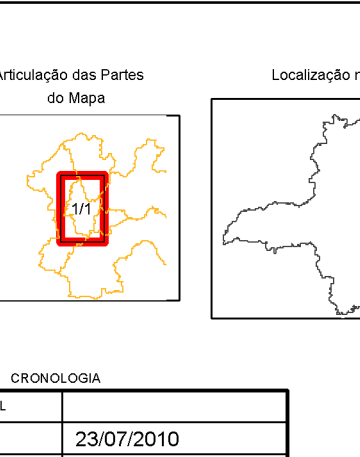 Articulação das Partes
do Mapa
Localização
1/1
CRONOLOGIA
23/07/2010